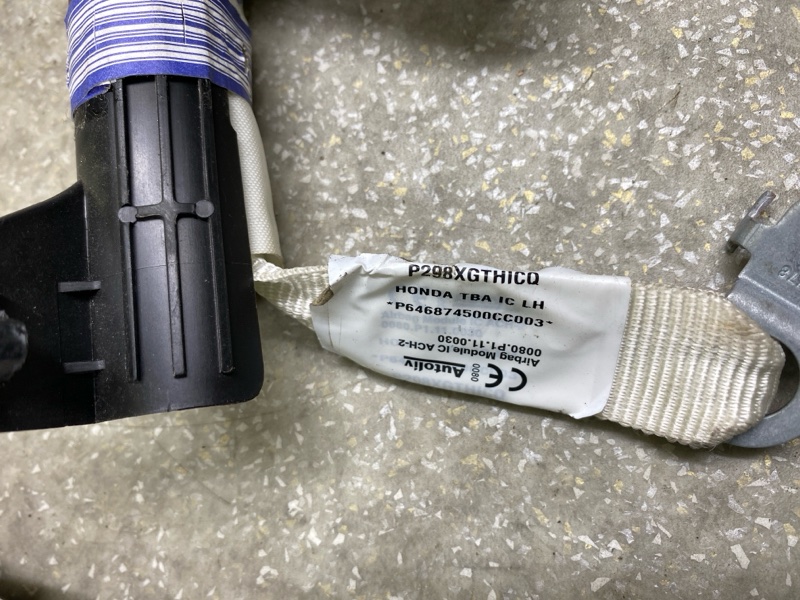 P298XGTHICQ
HONDA TBA IC LH
*P646874500CC003*
0080.P1.11.0030
Airbag Module IC ACH-2
Autoliv 0080 CE